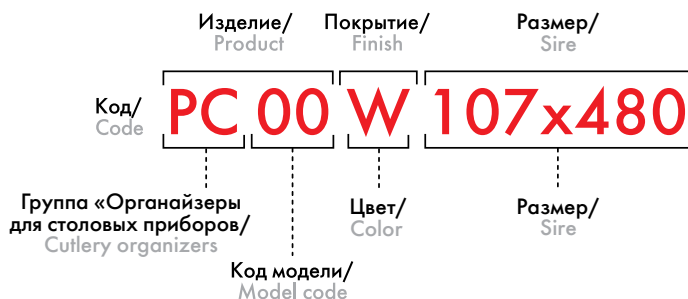 Изделие/ Покрытие/ Размер/
Product Finish Sire
Код/
Code
PC 00 W 107x480
Группа «Органайзеры
для столовых приборов/
Cutlery organizers
Цвет/
Color
Размер/
Sire
Код модели/
Model code